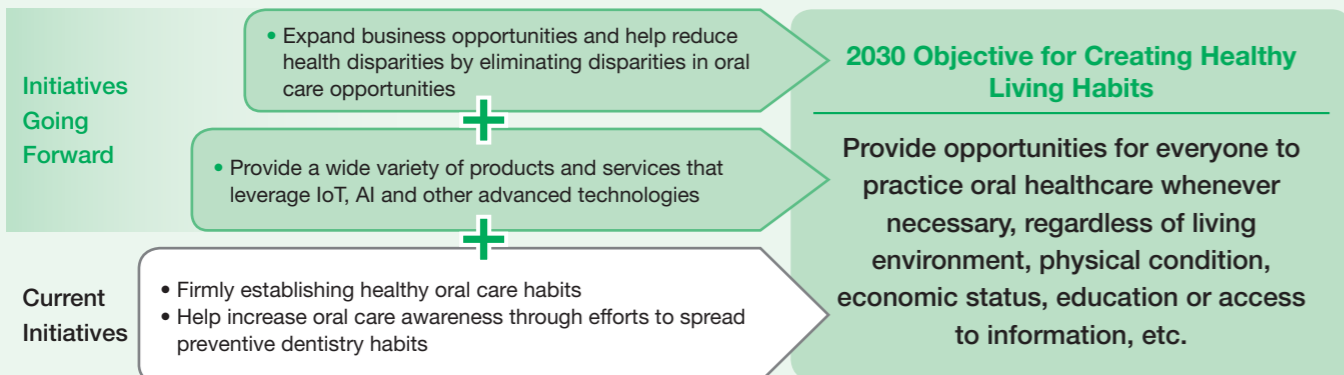 Initiatives
Going
Forward
• Expand business opportunities and help reduce
health disparities by eliminating disparities in oral
care opportunities
+
• Provide a wide variety of products and services that
leverage IoT, AI and other advanced technologies
+
Current
Initiatives
• Firmly establishing healthy oral care habits
• Help increase oral care awareness through efforts to spread
preventive dentistry habits
2030 Objective for Creating Healthy
Living Habits
Provide opportunities for everyone to
practice oral healthcare whenever
necessary, regardless of living
environment, physical condition,
economic status, education or access
to information, etc.